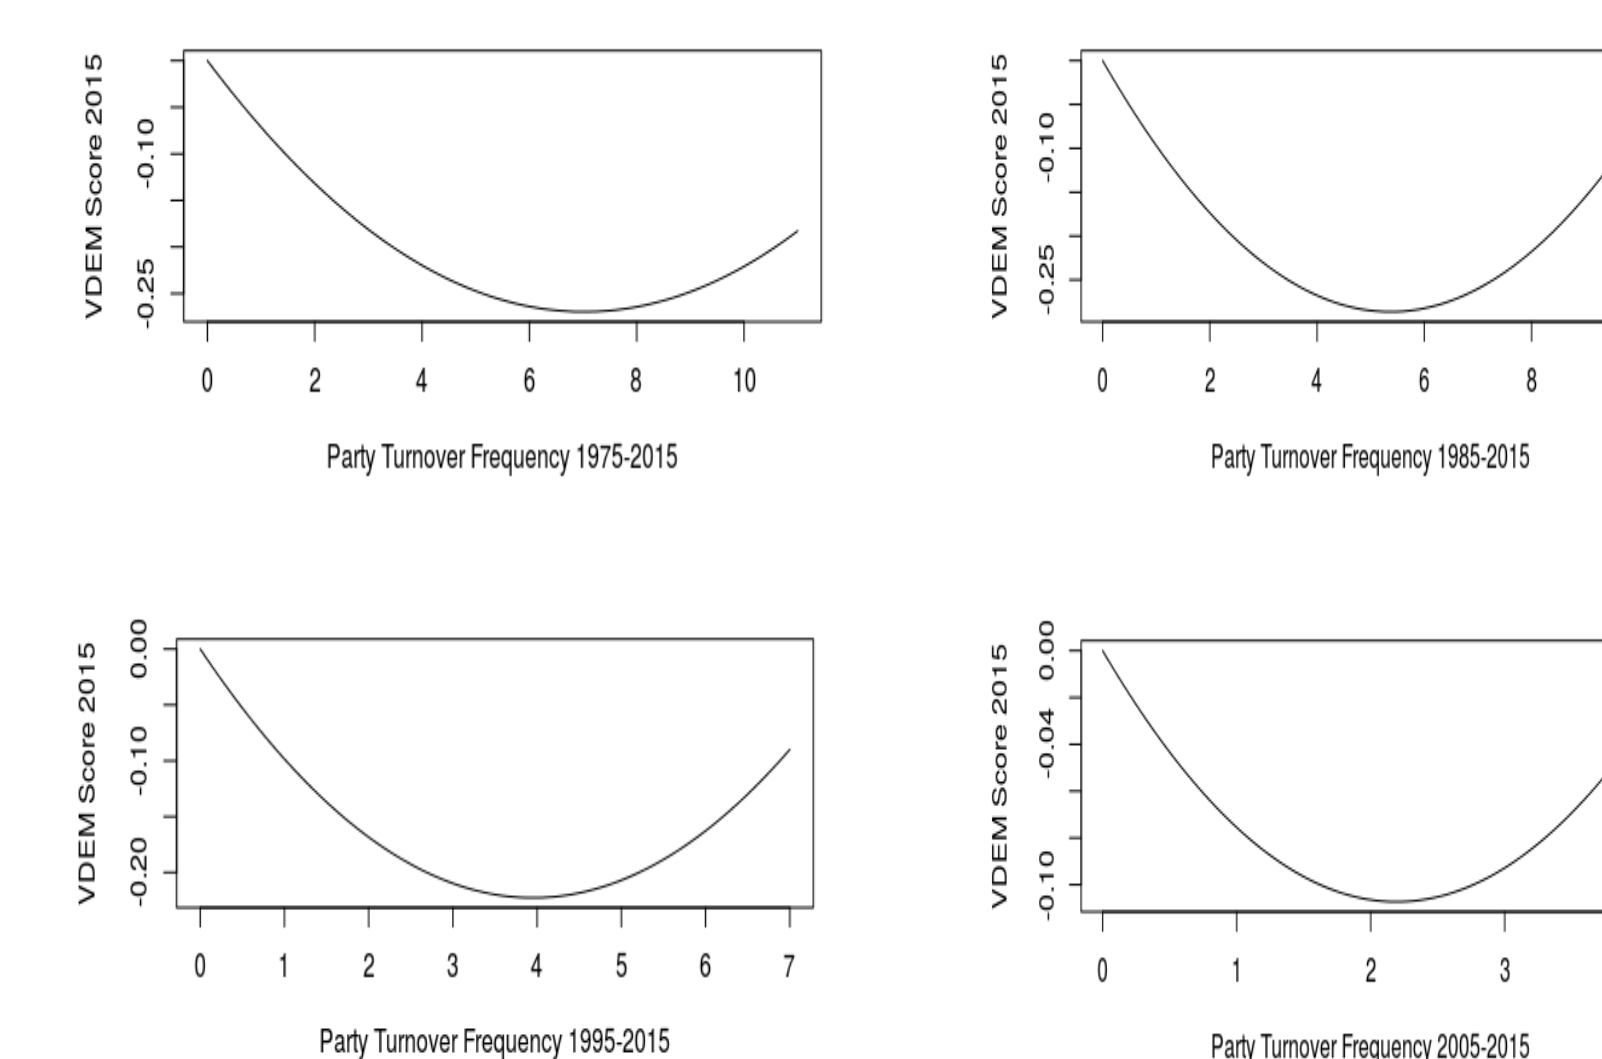 VDEM Score 2015
-0.10
-0.25
0 2 4 6 8 10
Party Turnover Frequency 1975-2015
VDEM Score 2015
-0.10
-0.25
0 2 4 6 8
Party Turnover Frequency 1985-2015
VDEM Score 2015
0.00
-0.10
-0.20
0 1 2 3 4 5 6 7
Party Turnover Frequency 1995-2015
VDEM Score 2015
0.00
-0.04
-0.10
0 1 2 3
Party Turnover Frequency 2005-2015